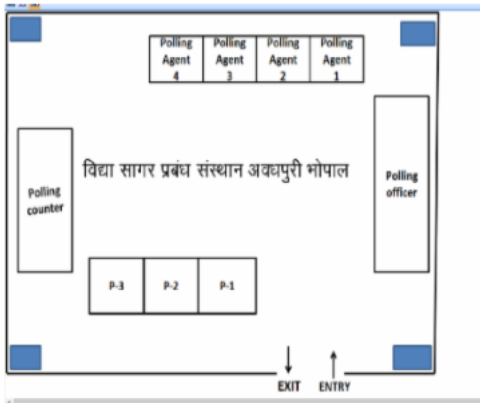 Polling Agent 4
Polling Agent 3
Polling Agent 2
Polling Agent 1
विद्या सागर प्रबंध संस्थान अवधपुरी भोपाल
Polling counter
Polling officer
P-3
P-2
P-1
EXIT
ENTRY